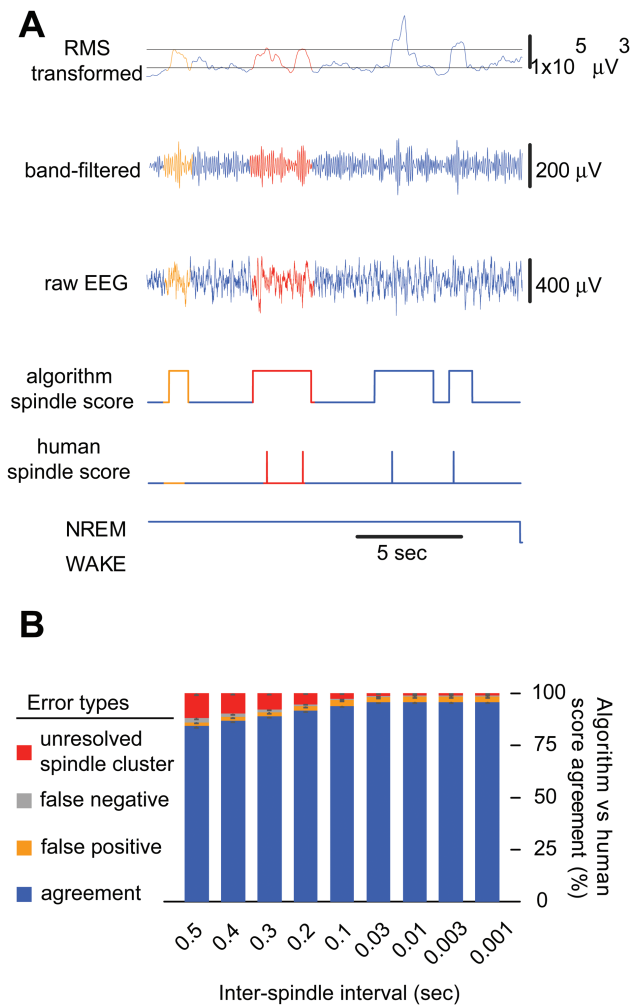 A
RMS
transformed
5 3
1x10 μV
band-filtered
200 μV
raw EEG
400 μV
algorithm
spindle score
human
spindle score
NREM
5 sec
WAKE
B
Error types
unresolved
spindle cluster
false negative
false positive
agreement
100
75
50
25
0
Algorithm vs human
score agreement (%)
0.5 0.4 0.3 0.2 0.1 0.03 0.01 0.003 0.001
Inter-spindle interval (sec)